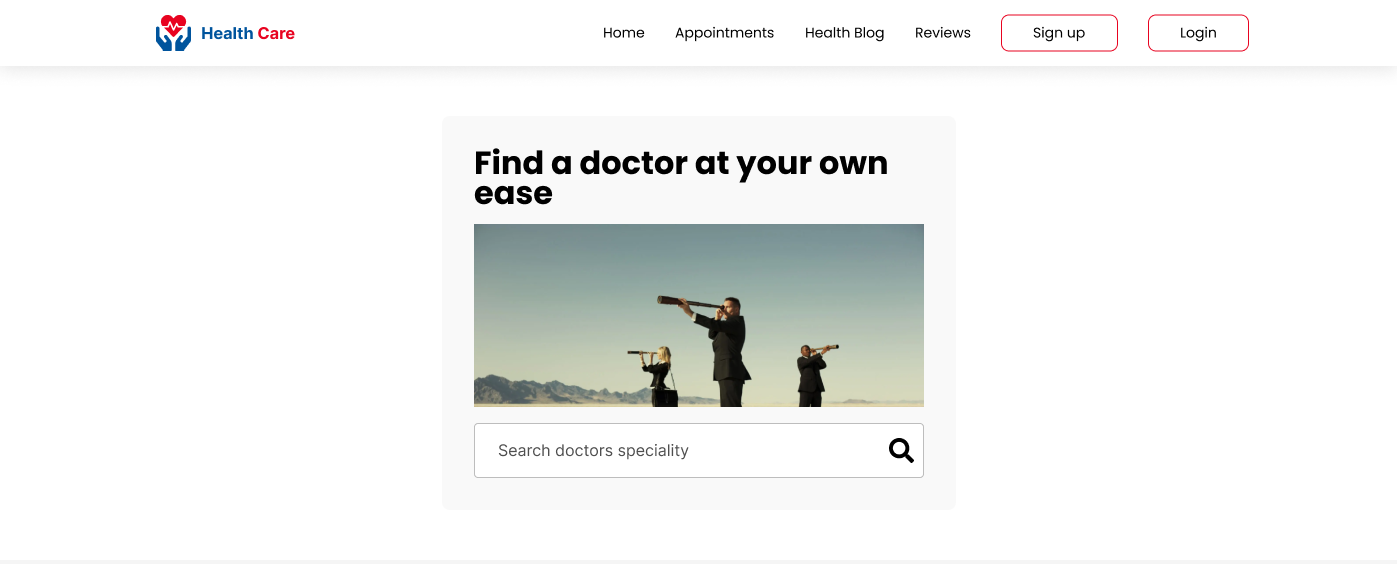 Health Care
Home
Appointments
Health Blog
Reviews
Sign up
Login
Find a doctor at your own
ease
Search doctors speciality